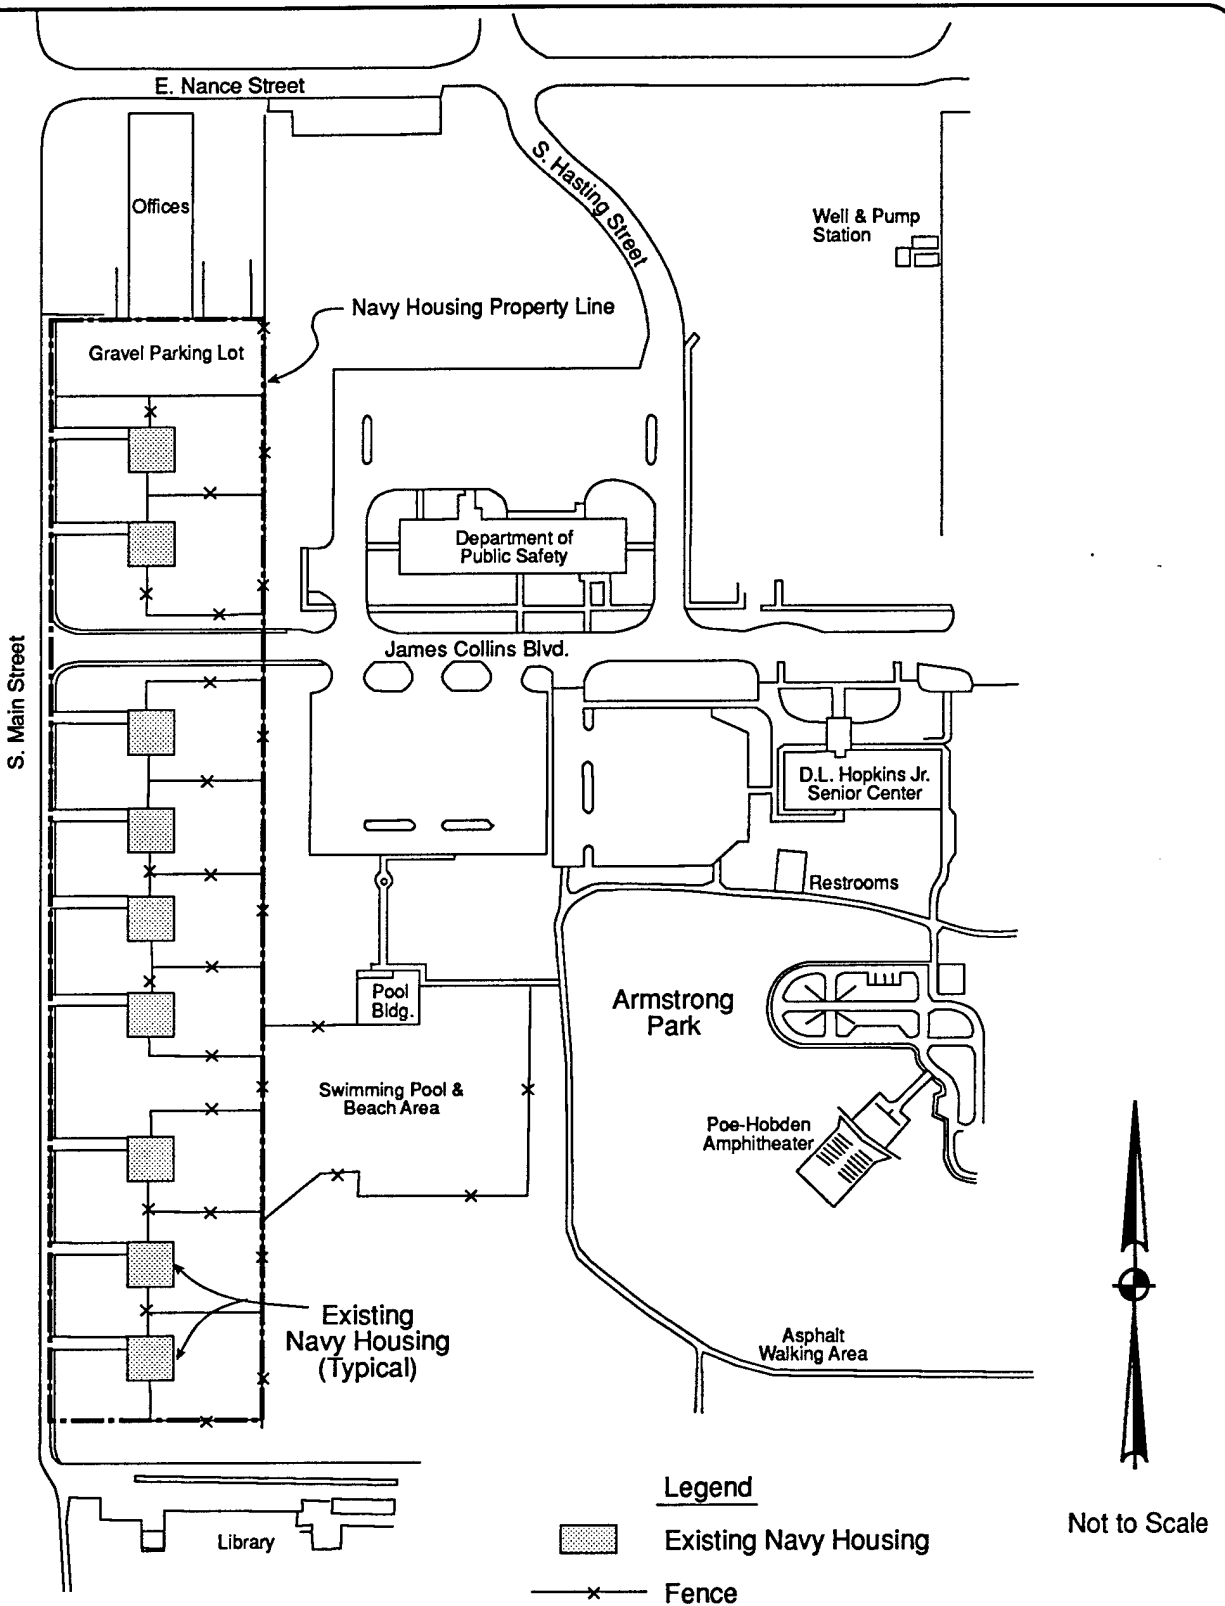 E. Nance Street
S. Hasting Street
Offices
Well & Pump
Station
Navy Housing Property Line
Gravel Parking Lot
Department of
Public Safety
James Collins Blvd.
S. Main Street
D.L. Hopkins Jr.
Senior Center
Restrooms
Pool
Bldg.
Armstrong
Park
Swimming Pool &
Beach Area
Poe-Hobden
Amphitheater
Existing
Navy Housing
(Typical)
Asphalt
Walking Area
Library
Legend
Existing Navy Housing
Fence
Not to Scale